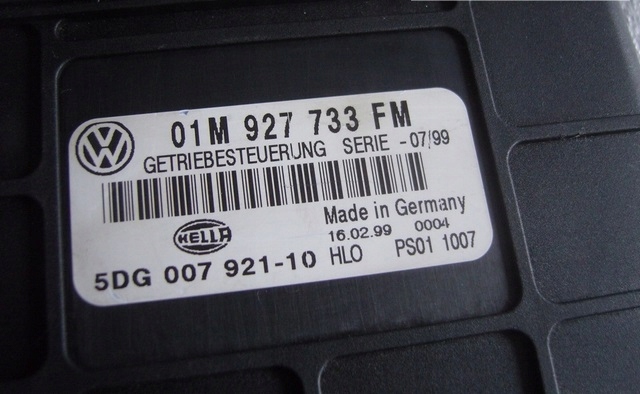 01M 927 733 FM
GETRIEBESTEUERUNG SERIE -07/99
Made in Germany
HELLA
16.02.99 0004
5DG 007 921-10 HLO PS01 1007